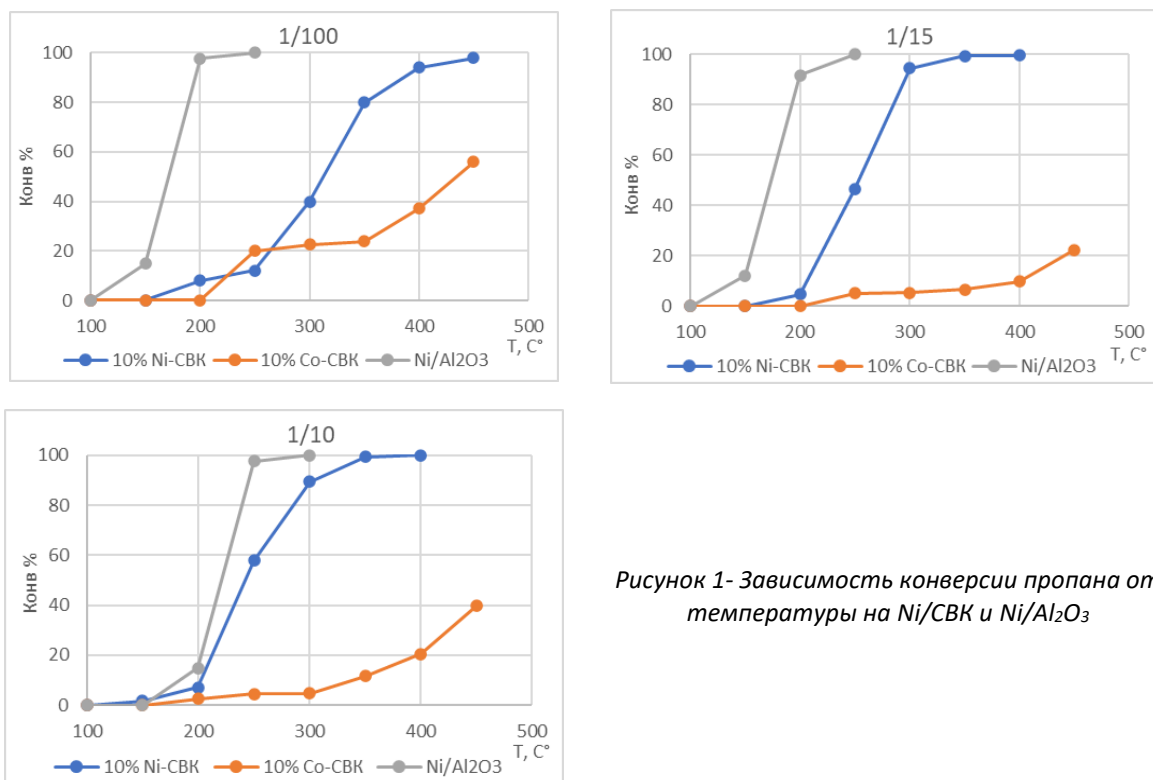 1/100
100
80
60
40
20
0
Конв %
100 200 300 400 500
T, C°
10% Ni-СВК 10% Co-СВК Ni/Al2O3
1/15
100
80
60
40
20
0
Конв %
100 200 300 400 500
T, C°
10% Ni-СВК 10% Co-СВК Ni/Al2O3
1/10
100
80
60
40
20
0
Конв %
100 200 300 400 500
T, C°
10% Ni-СВК 10% Co-СВК Ni/Al2O3
Рисунок 1- Зависимость конверсии пропана от
температуры на Ni/СВК и Ni/Al₂O₃